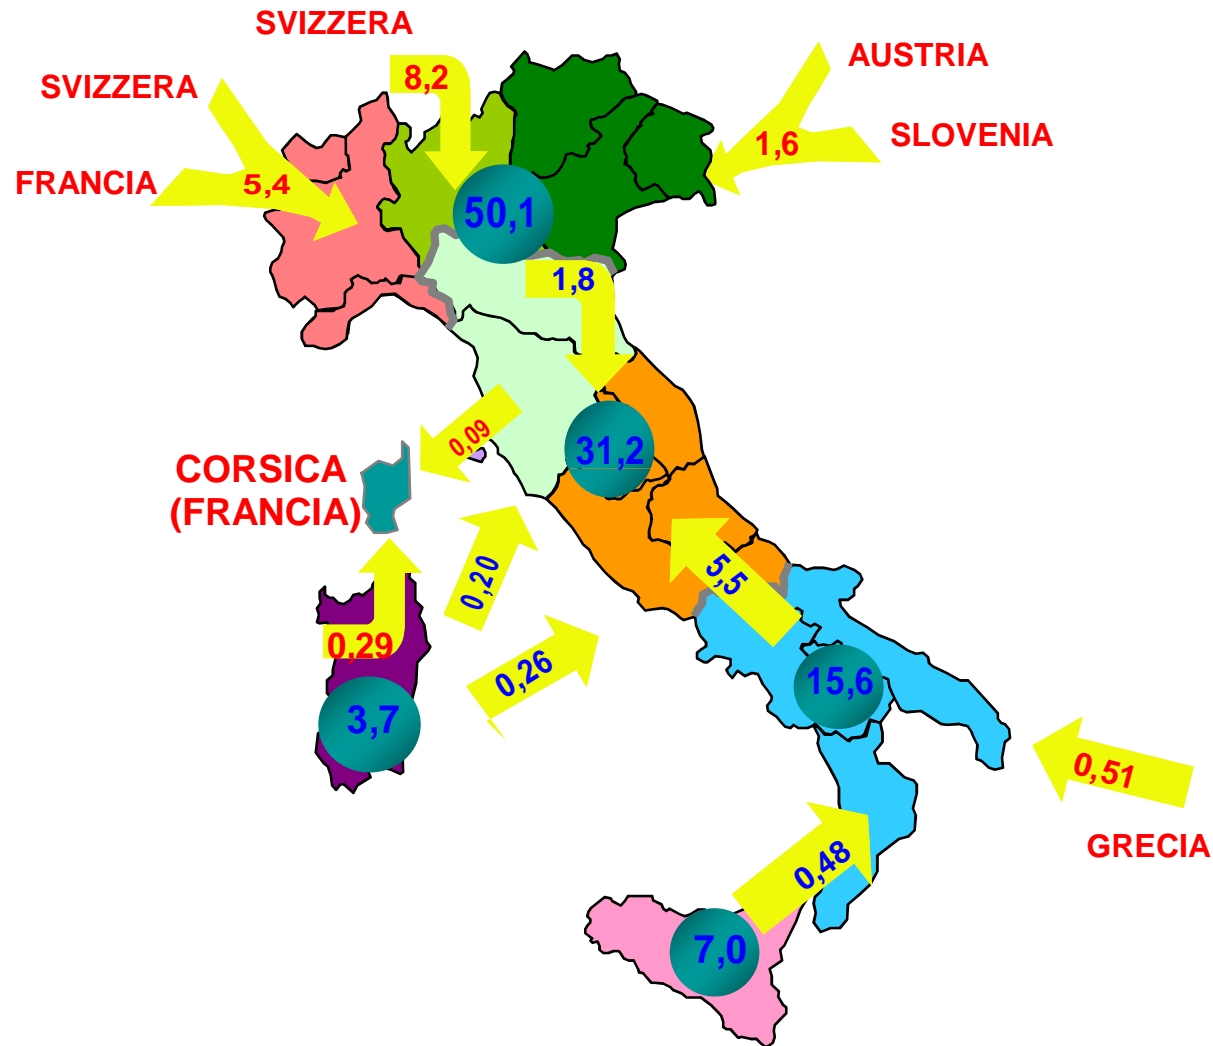 SVIZZERA
8,2
AUSTRIA
SVIZZERA
1,6
SLOVENIA
FRANCIA
5,4
50,1
1,8
0,09
31,2
CORSICA
(FRANCIA)
0,20
5,5
0,29
0,26
15,6
3,7
0,51
GRECIA
0,48
7,0